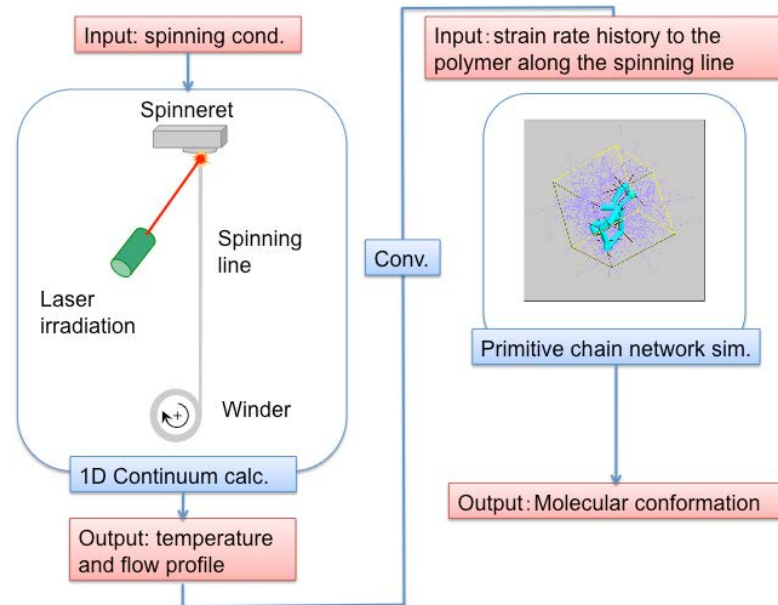 Input: spinning cond.
Spinneret
Spinning
line
Laser
irradiation
Winder
1D Continuum calc.
Output: temperature
and flow profile
Conv.
Input: strain rate history to the
polymer along the spinning line
Primitive chain network sim.
Output: Molecular conformation